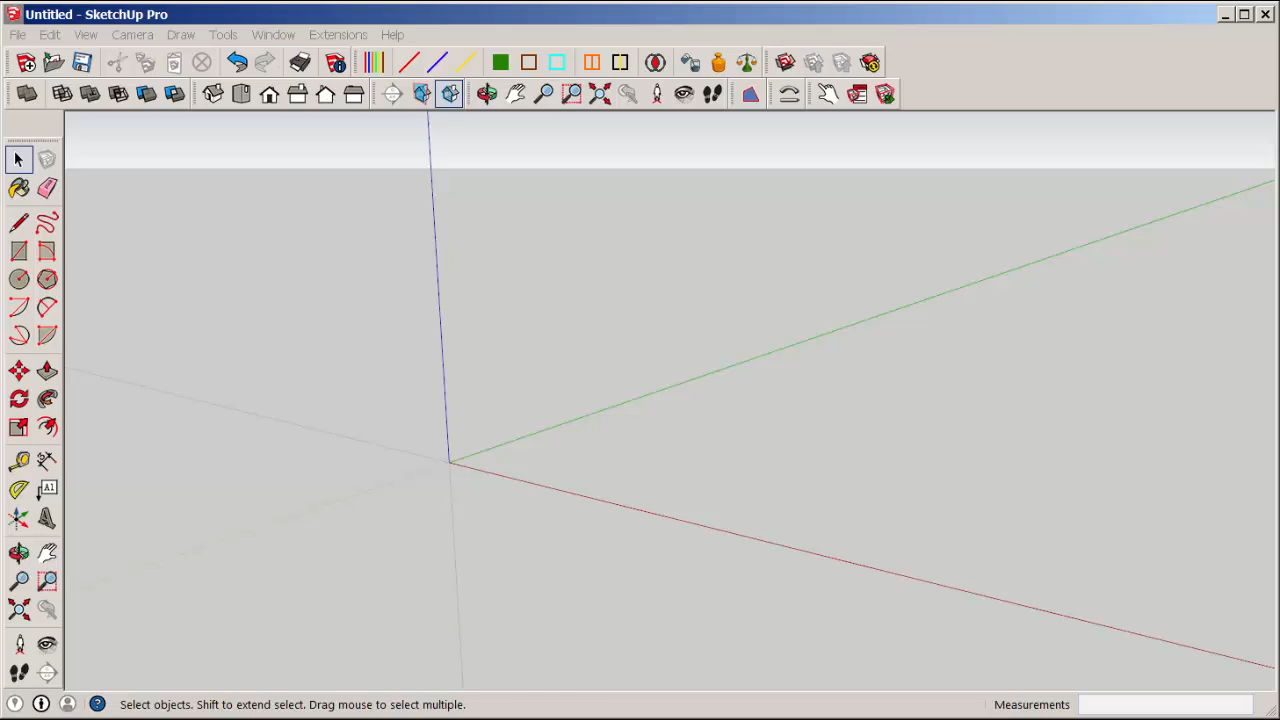 Untitled - SketchUp Pro
File Edit View Camera Draw Tools Window Extensions Help
A1
Select objects. Shift to extend select. Drag mouse to select multiple.
Measurements